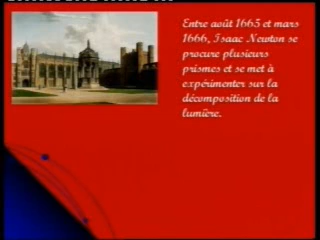 Entre août 1665 et mars
1666, Isaac Newton se
procure plusieurs
prismes et se met à
expérimenter sur la
décomposition de la
lumière.